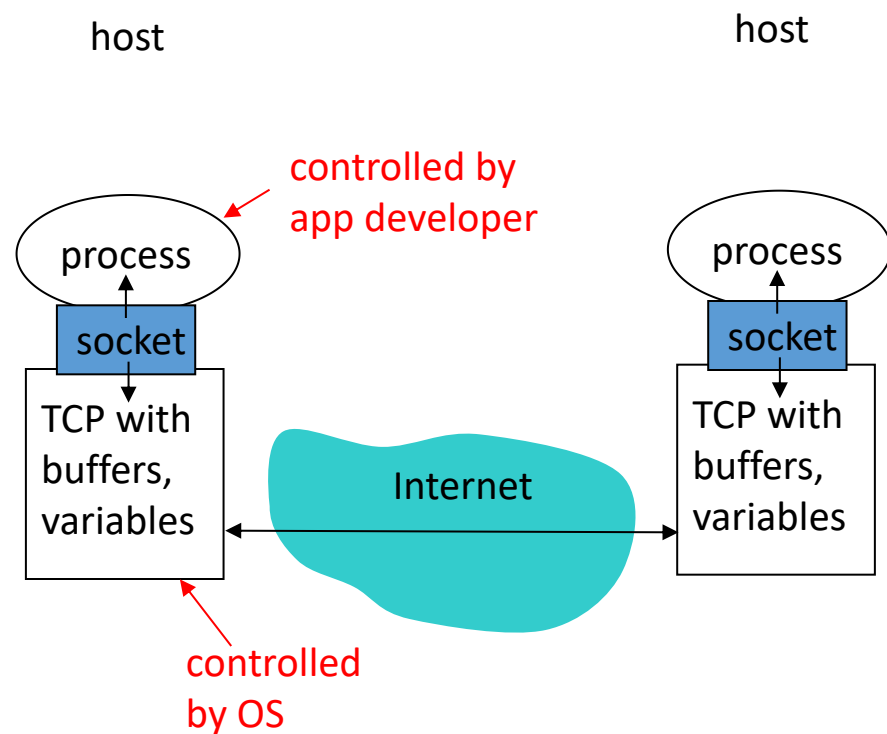 host
host
controlled by
app developer
process
process
socket
socket
TCP with
buffers,
variables
Internet
TCP with
buffers,
variables
controlled
by OS